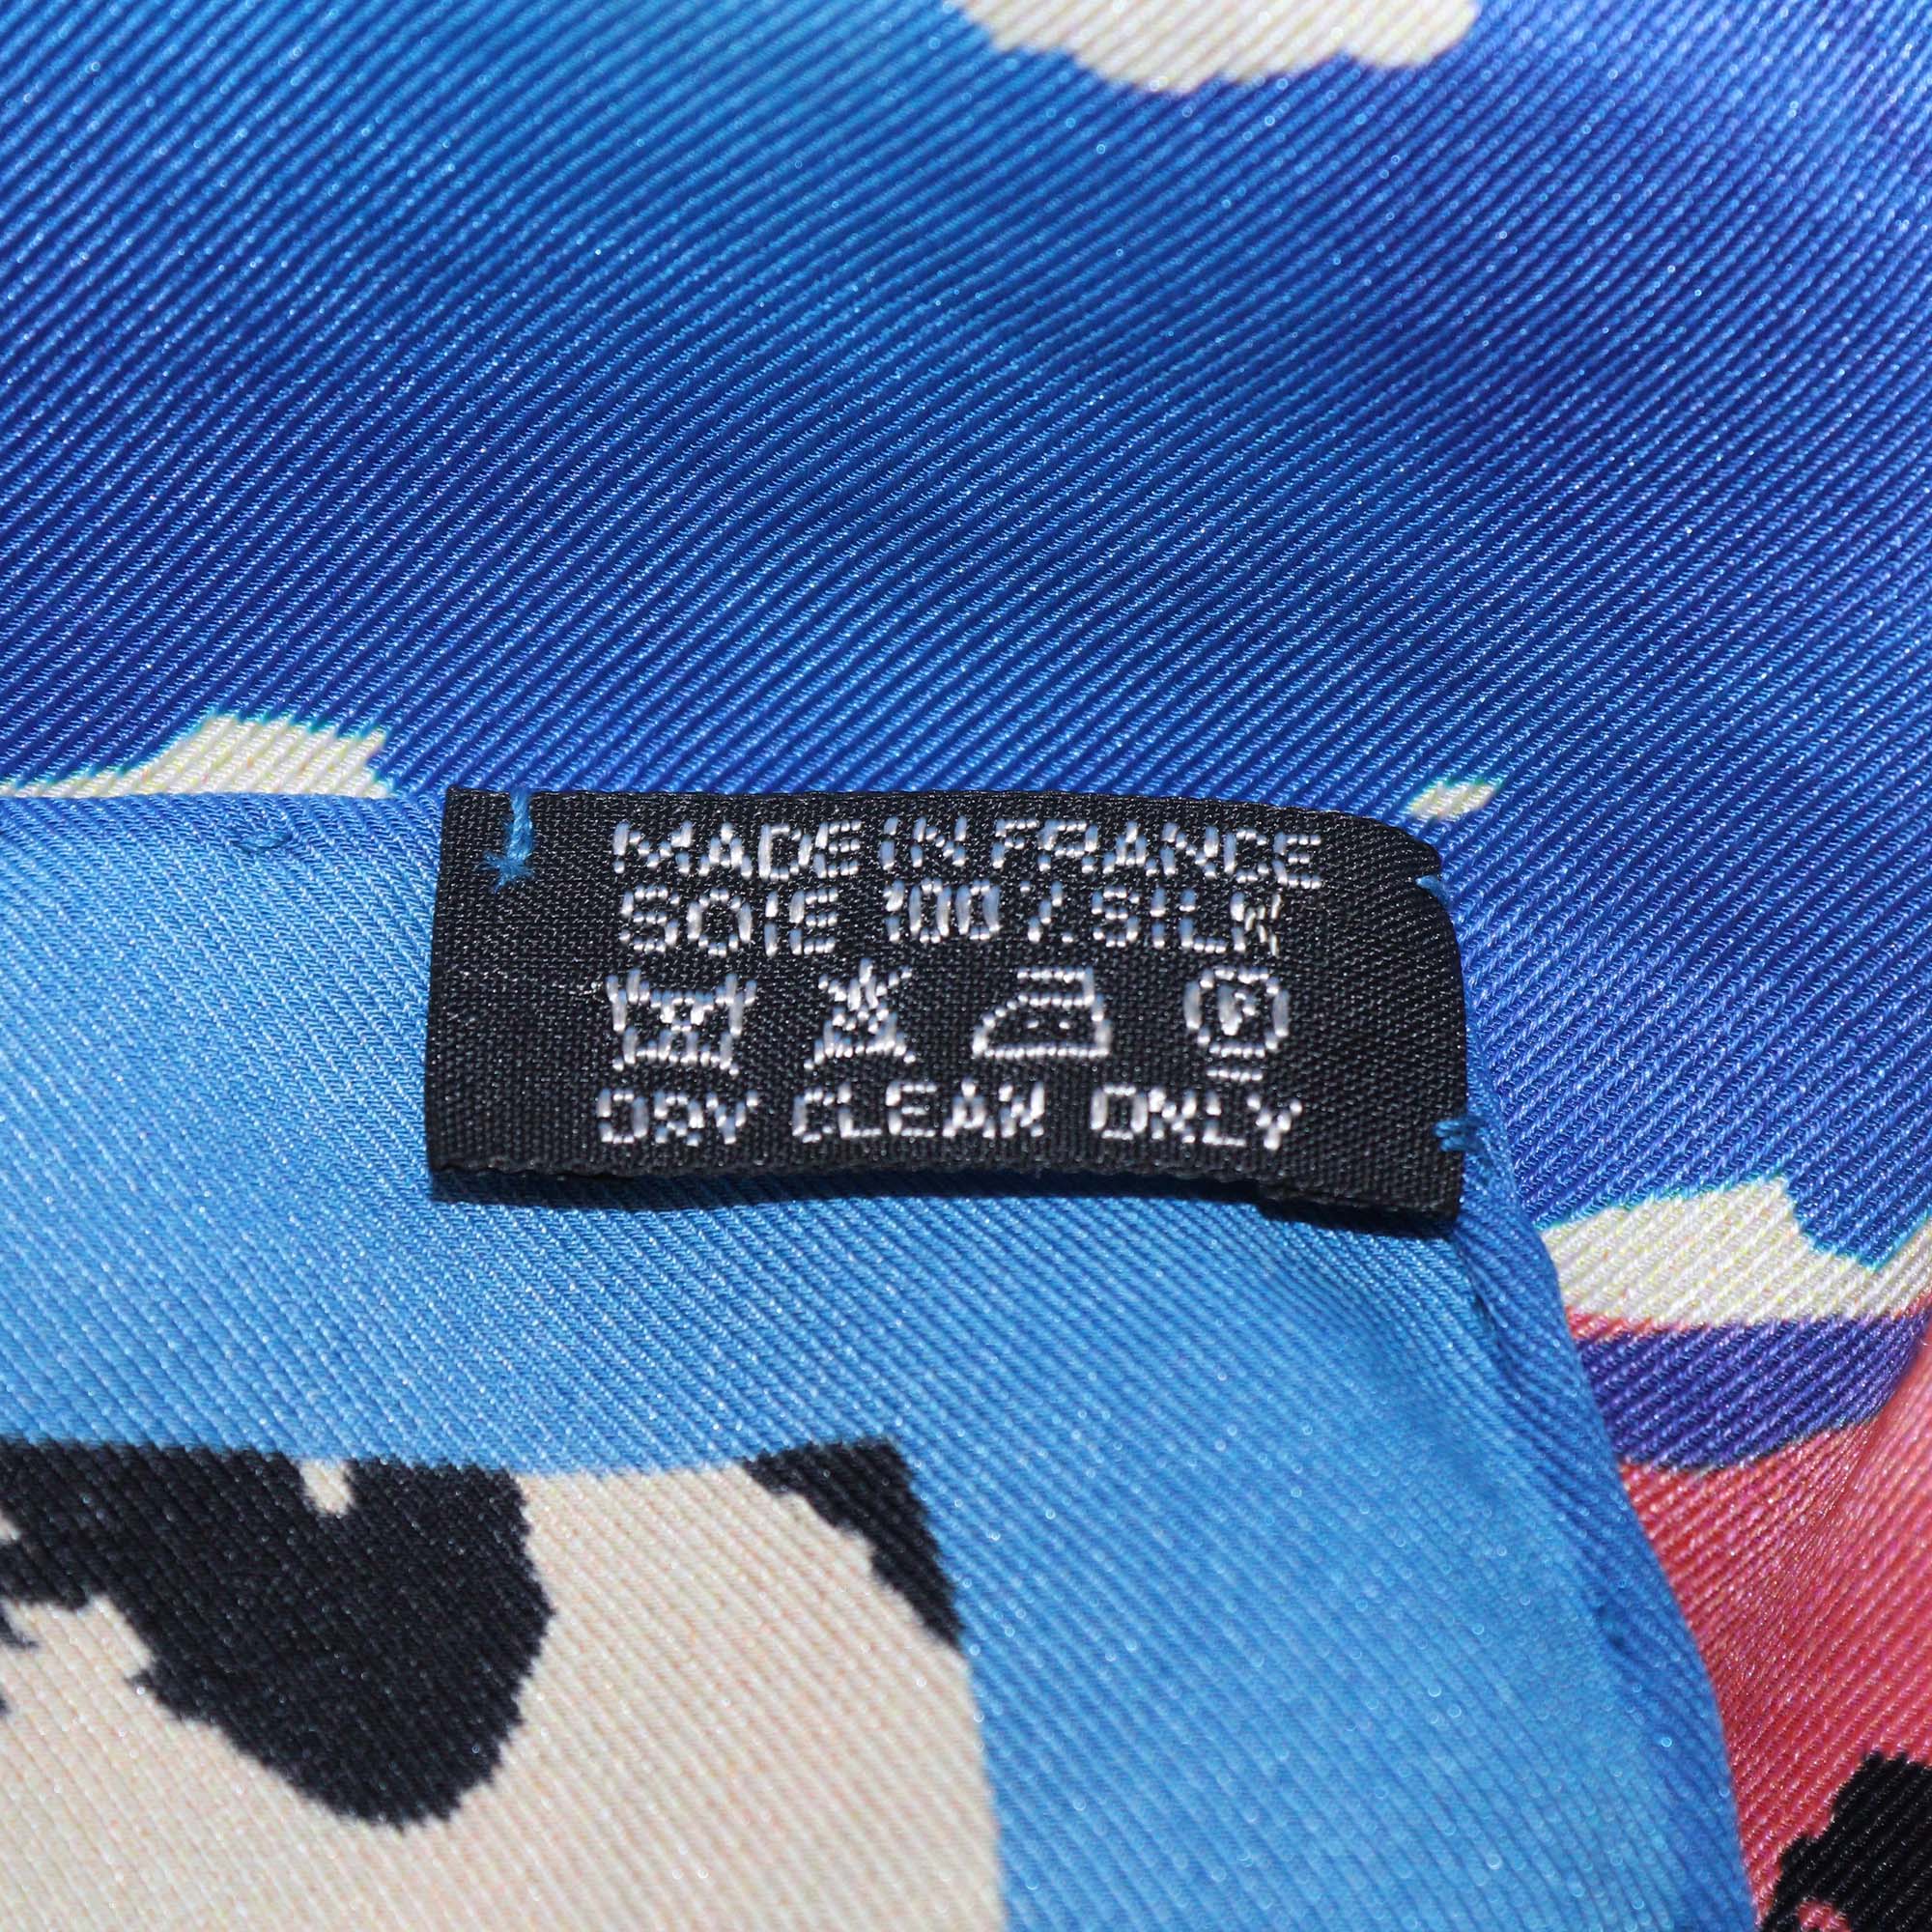 MADE IN FRANCE
SOIE 100% SILK
P
DRY CLEAN ONLY